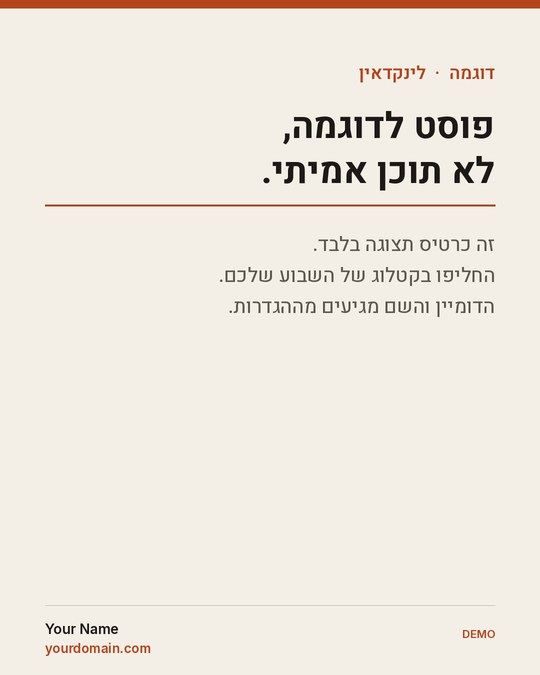 דוגמה · לינקדאין
פוסט לדוגמה,
לא תוכן אמיתי.
זה כרטיס תצוגה בלבד.
החליפו בקטלוג של השבוע שלכם.
הדומיין והשם מגיעים מההגדרות.
Your Name
yourdomain.com
DEMO